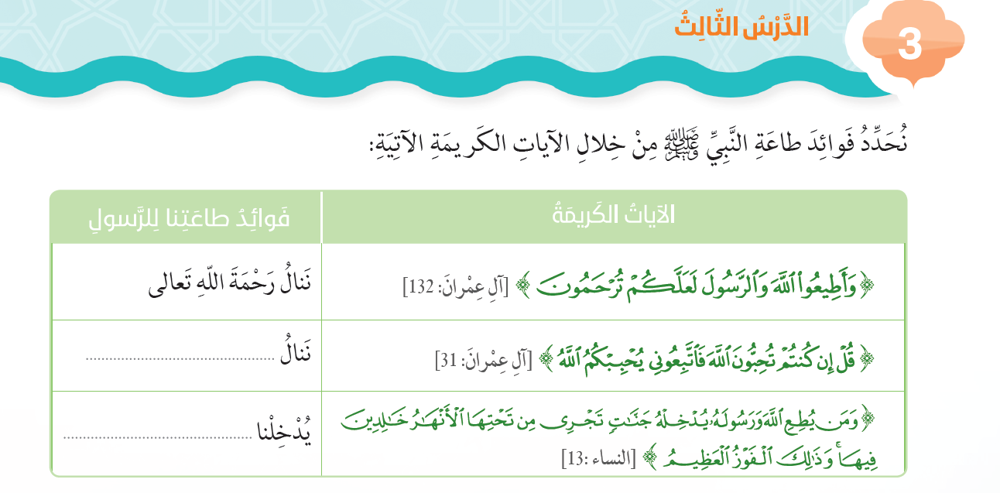 الدَّرْسُ الثّالِثُ
3
نُحَدِّدُ فَوائِدَ طاعَةِ النَّبِيِّ ﷺ مِنْ خِلالِ الآياتِ الكَريمَةِ الآتِيَةِ:
الآياتُ الكَريمَةُ
فَوائِدُ طاعَتِنا لِلرَّسولِ
﴿وَأَطِيعُوا۟ ٱللَّهَ وَٱلرَّسُولَ لَعَلَّكُمۡ تُرۡحَمُونَ﴾ [آلِ عِمْرانَ: 132]
نَنالُ رَحْمَةَ اللّهِ تَعالى
﴿قُلۡ إِن كُنتُمۡ تُحِبُّونَ ٱللَّهَ فَٱتَّبِعُونِي يُحۡبِبۡكُمُ ٱللَّهُ﴾ [آلِ عِمْرانَ: 31]
نَنالُ ................................................
﴿وَمَن يُطِعِ ٱللَّهَ وَرَسُولَهُۥ يُدۡخِلۡهُ جَنَّٰتٖ تَجۡرِي مِن تَحۡتِهَا ٱلۡأَنۡهَٰرُ خَٰلِدِينَ
فِيهَاۚ وَذَٰلِكَ ٱلۡفَوۡزُ ٱلۡعَظِيمُ﴾ [النساء :13]
يُدْخِلْنا ................................................